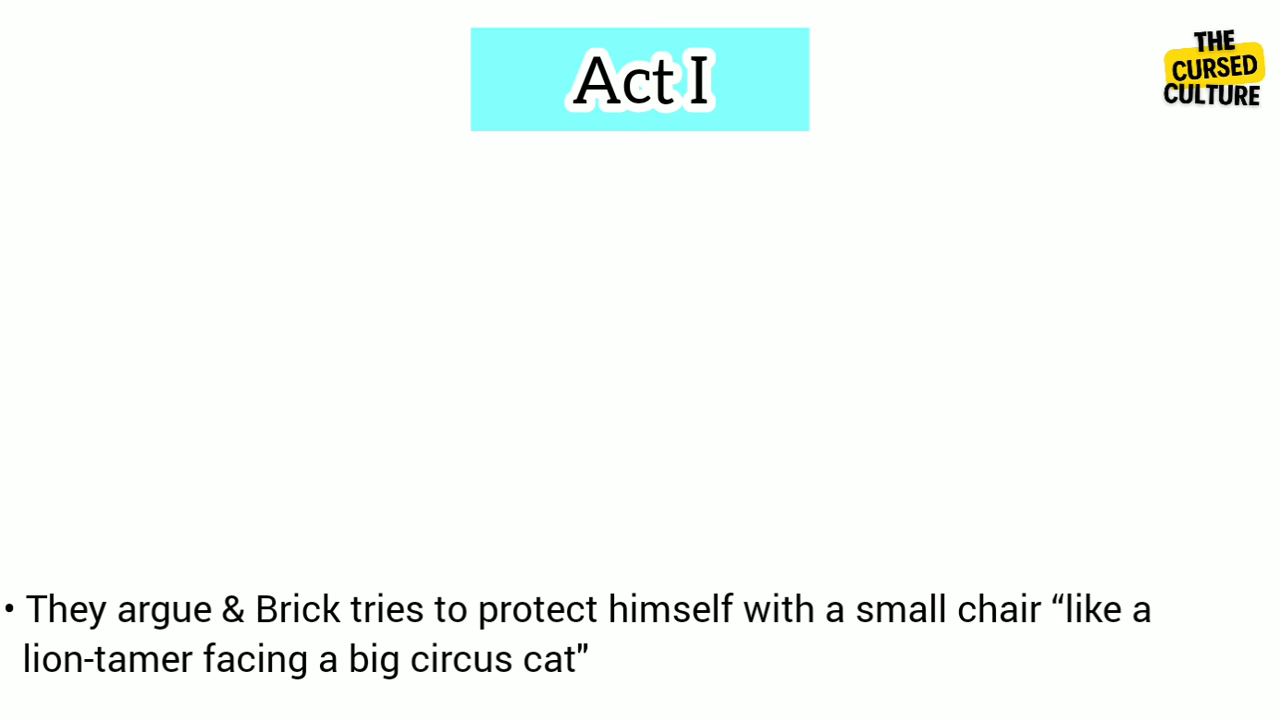 Act I
THE
CURSED
CULTURE
• They argue & Brick tries to protect himself with a small chair “like a
lion-tamer facing a big circus cat"